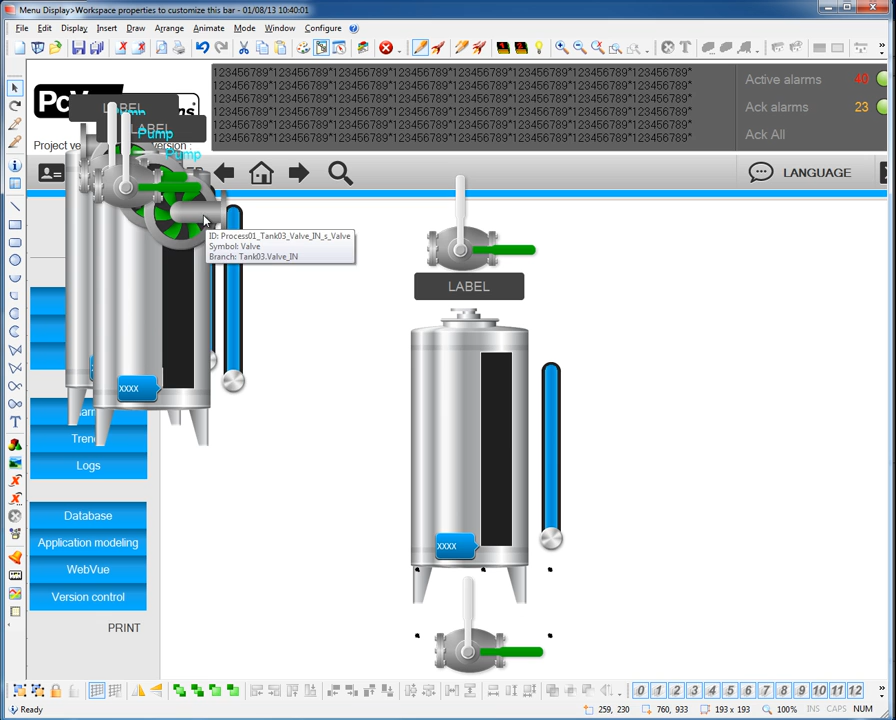 Menu Display>Workspace properties to customize this bar - 01/08/13 10:40:01
File Edit Display Insert Draw Arrange Animate Mode Windows Configure
123456789*123456789*123456789*123456789*123456789*123456789*123456789*
123456789*123456789*123456789*123456789*123456789*123456789*123456789*
123456789*123456789*123456789*123456789*123456789*123456789*123456789*
123456789*123456789*123456789*123456789*123456789*123456789*123456789*
123456789*123456789*123456789*123456789*123456789*123456789*123456789*
123456789*123456789*123456789*123456789*123456789*123456789*123456789*
Active alarms 40
Ack alarms 23
Ack All
LABEL
LABEL
Pump
Pump
LANGUAGE
ID: Process01_Tank03_Valve_IN_s_Valve
Symbol: Valve
Branch: Tank03.Valve_IN
LABEL
xxxx
xxxx
Logs
Database
Application modeling
WebVue
Version control
PRINT
0 1 2 3 4 5 6 7 8 9 10 11 12
Ready 259, 230 760, 933 193 x 193 100% INS CAPS NUM